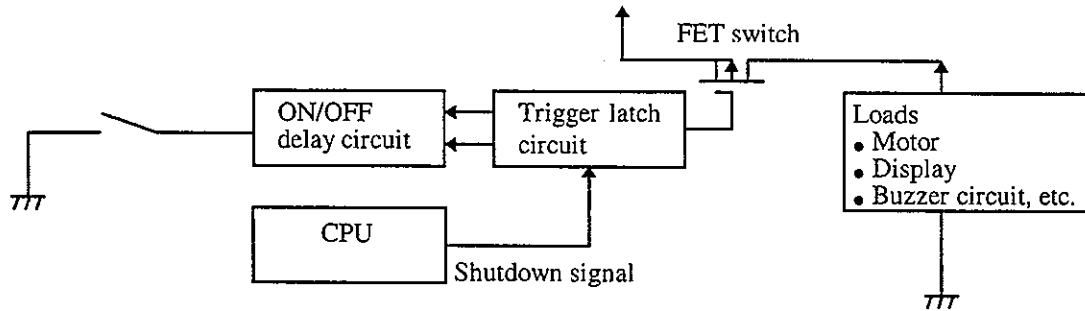 FET switch
ON/OFF
delay circuit
Trigger latch
circuit
Loads
• Motor
• Display
• Buzzer circuit, etc.
CPU
Shutdown signal